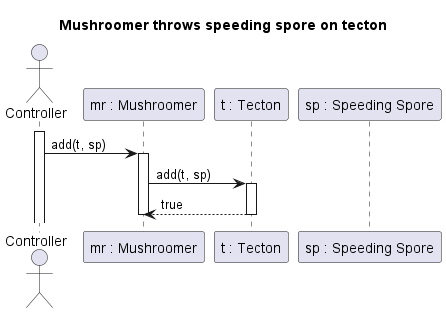 Mushroomer throws speeding spore on tecton
Controller
mr : Mushroomer
t : Tecton
sp : Speeding Spore
add(t, sp)
add(t, sp)
true
Controller
mr : Mushroomer
t : Tecton
sp : Speeding Spore